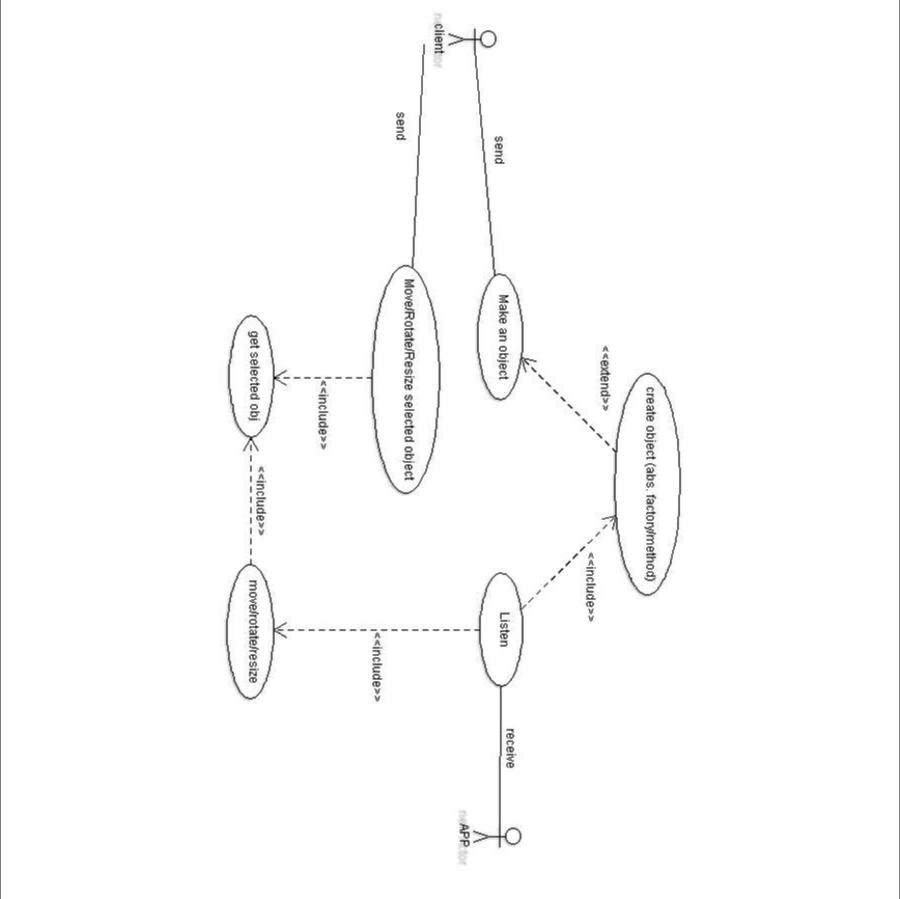 create object (abs. factory/method)
<<extend>>
<<include>>
send
Make an object
Listen
receive
client
APP
send
Move/Rotate/Resize selected object
<<include>>
<<include>>
get selected obj
<<include>>
move/rotate/resize